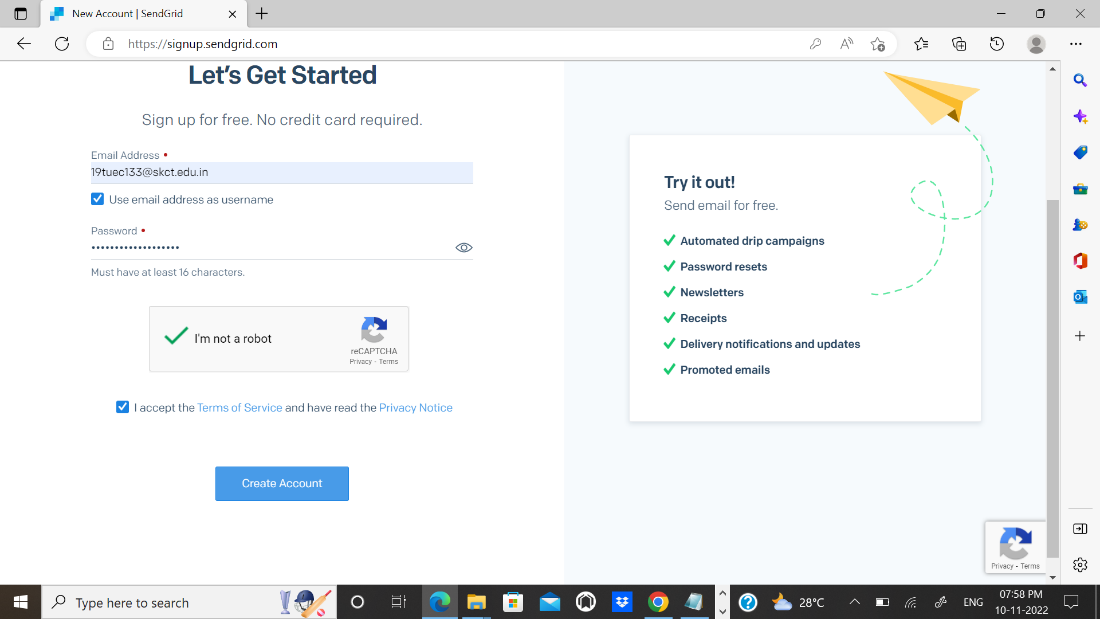 New Account | SendGrid
https://signup.sendgrid.com
Let's Get Started
Sign up for free. No credit card required.
Email Address •
19tuec133@skct.edu.in
Use email address as username
Password •
•••••••••••••••••••
Must have at least 16 characters.
I'm not a robot
reCAPTCHA
Privacy - Terms
I accept the Terms of Service and have read the Privacy Notice
Create Account
Try it out!
Send email for free.
Automated drip campaigns
Password resets
Newsletters
Receipts
Delivery notifications and updates
Promoted emails
Privacy - Terms
Type here to search
28°C
ENG
07:58 PM
10-11-2022